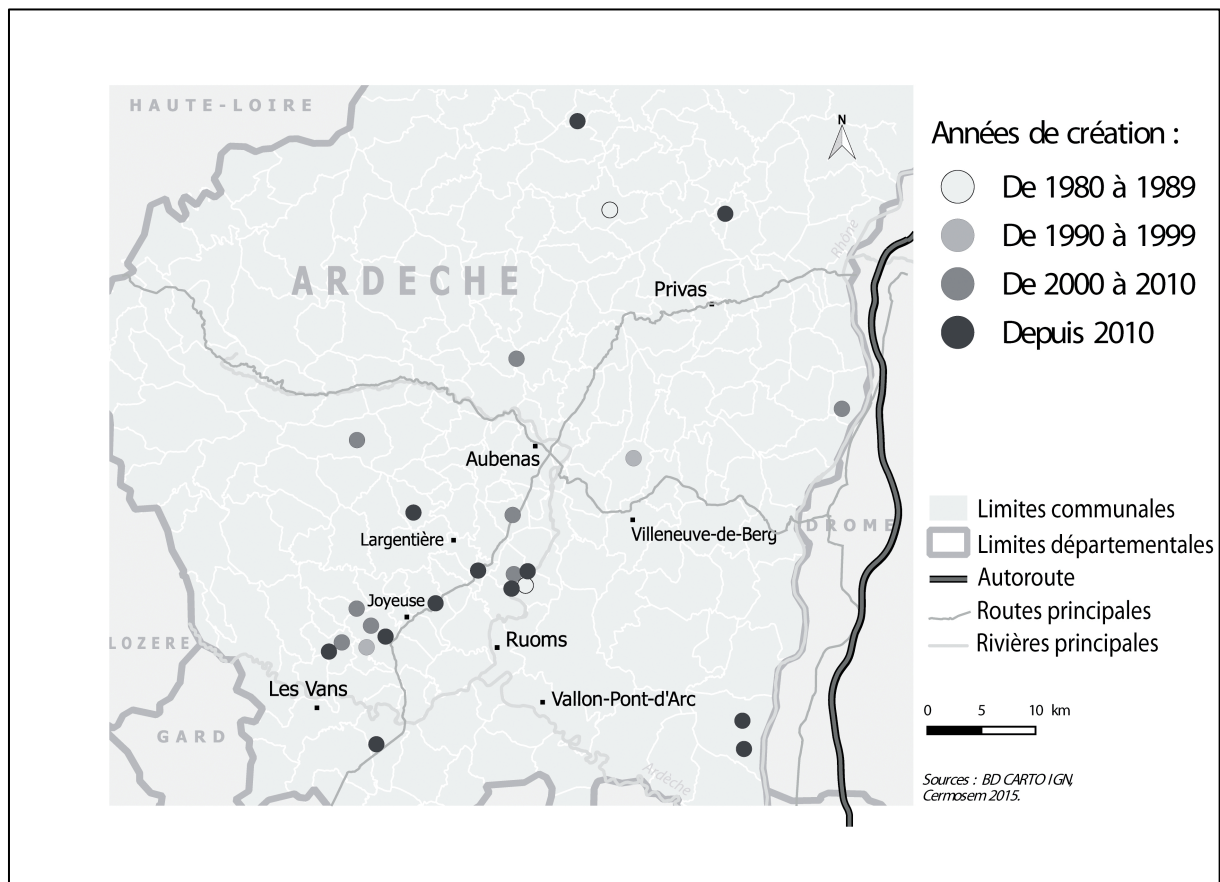 HAUTE-LOIRE
N
ARDECHE
Rhône
Privas
Aubenas
Largentière
Villeneuve-de-Berg
DROME
Joyeuse
LOZERE
Ruoms
Les Vans
Vallon-Pont-d'Arc
GARD
Ardèche
Années de création :
De 1980 à 1989
De 1990 à 1999
De 2000 à 2010
Depuis 2010
Limites communales
Limites départementales
Autoroute
Routes principales
Rivières principales
0 5 10 km
Sources : BD CARTO IGN,
Cermosem 2015.